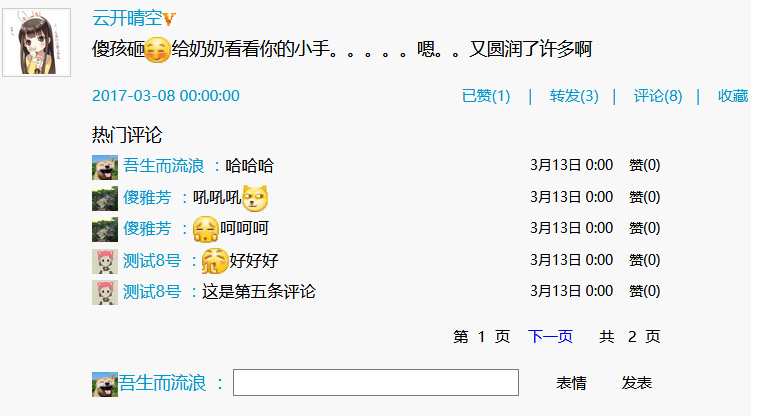 云开晴空
傻孩砸给奶奶看看你的小手。。。。。嗯。。又圆润了许多啊
2017-03-08 00:00:00 已赞(1) | 转发(3) | 评论(8) | 收藏
热门评论
吾生而流浪 ：哈哈哈 3月13日 0:00 赞(0)
傻雅芳 ：吼吼吼 3月13日 0:00 赞(0)
傻雅芳 ：呵呵呵 3月13日 0:00 赞(0)
测试8号 ：好好好 3月13日 0:00 赞(0)
测试8号 ：这是第五条评论 3月13日 0:00 赞(0)
第 1 页 下一页 共 2 页
吾生而流浪 ： 表情 发表